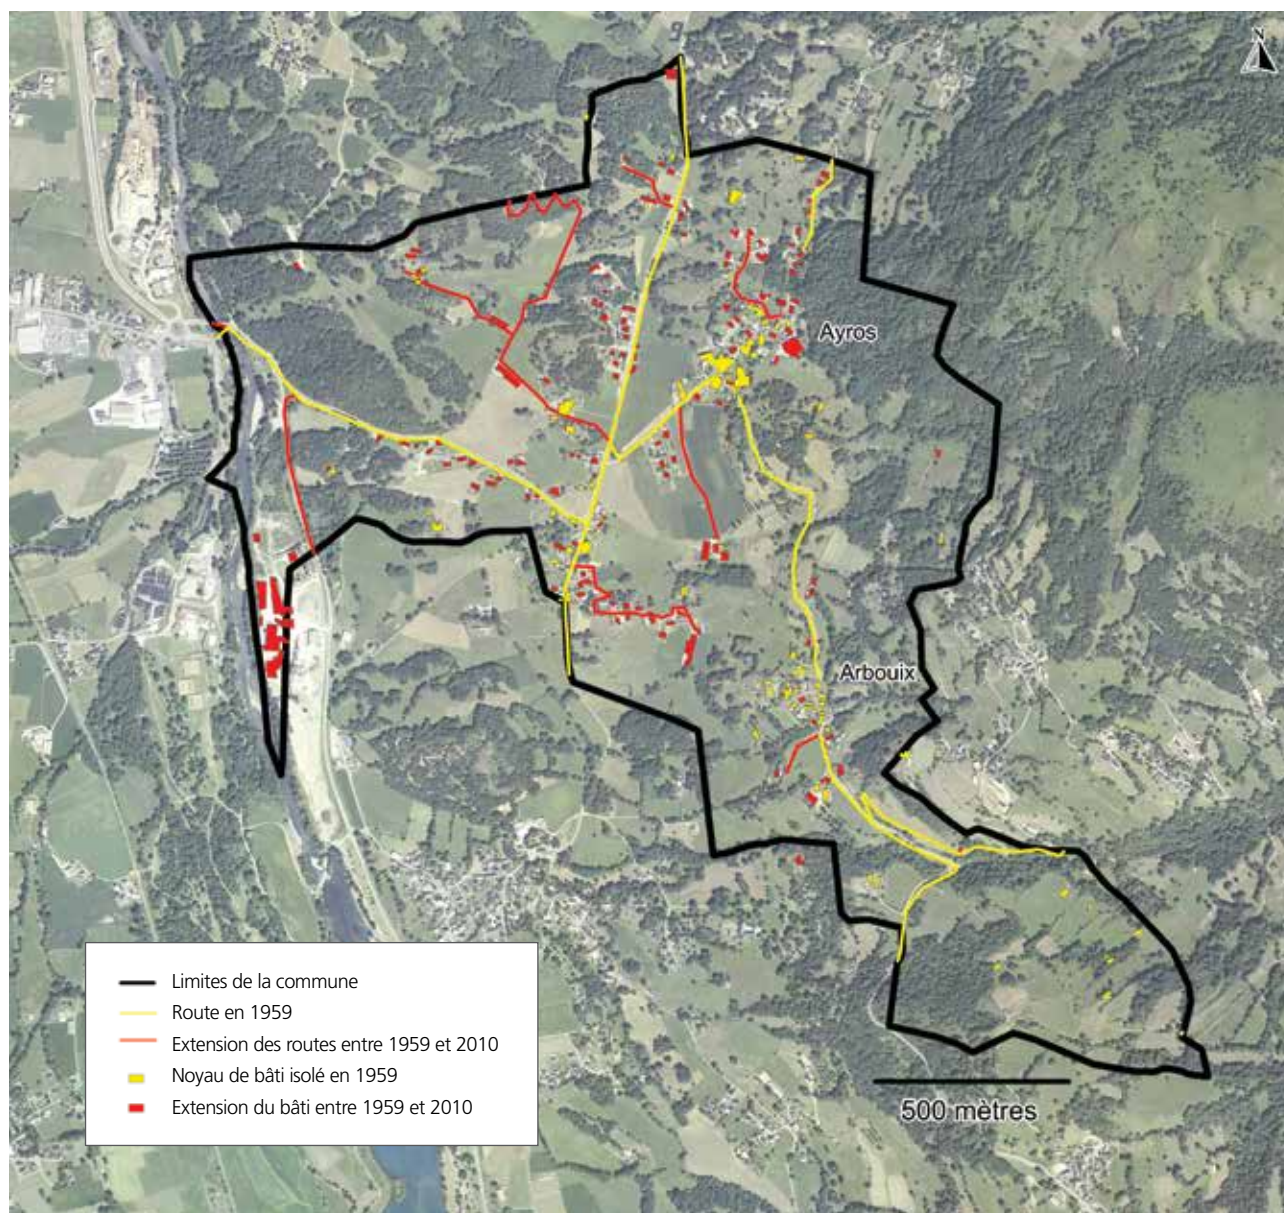 N
Ayros
Arbouix
Limites de la commune
Route en 1959
Extension des routes entre 1959 et 2010
Noyau de bâti isolé en 1959
Extension du bâti entre 1959 et 2010
500 mètres